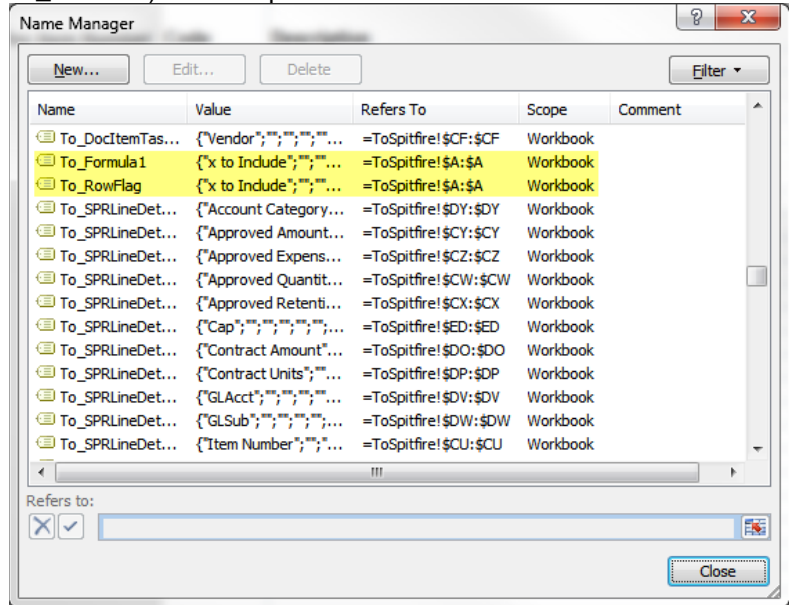 Name Manager
New... Edit... Delete Filter
Name Value Refers To Scope Comment
To_DocItemTas... {"Vendor";"";"";"";""... =ToSpitfire!$CF:$CF Workbook
To_Formula1 {"x to Include";"";""... =ToSpitfire!$A:$A Workbook
To_RowFlag {"x to Include";"";""... =ToSpitfire!$A:$A Workbook
To_SPRLineDet... {"Account Category... =ToSpitfire!$DY:$DY Workbook
To_SPRLineDet... {"Approved Amount... =ToSpitfire!$CY:$CY Workbook
To_SPRLineDet... {"Approved Expens... =ToSpitfire!$CZ:$CZ Workbook
To_SPRLineDet... {"Approved Quantit... =ToSpitfire!$CW:$CW Workbook
To_SPRLineDet... {"Approved Retenti... =ToSpitfire!$CX:$CX Workbook
To_SPRLineDet... {"Cap";"";"";"";"";"";... =ToSpitfire!$ED:$ED Workbook
To_SPRLineDet... {"Contract Amount"... =ToSpitfire!$DO:$DO Workbook
To_SPRLineDet... {"Contract Units";""... =ToSpitfire!$DP:$DP Workbook
To_SPRLineDet... {"GLAcct";"";"";"";""... =ToSpitfire!$DV:$DV Workbook
To_SPRLineDet... {"GLSub";"";"";"";"";... =ToSpitfire!$DW:$DW Workbook
To_SPRLineDet... {"Item Number";"";"... =ToSpitfire!$CU:$CU Workbook
Refers to:
Close